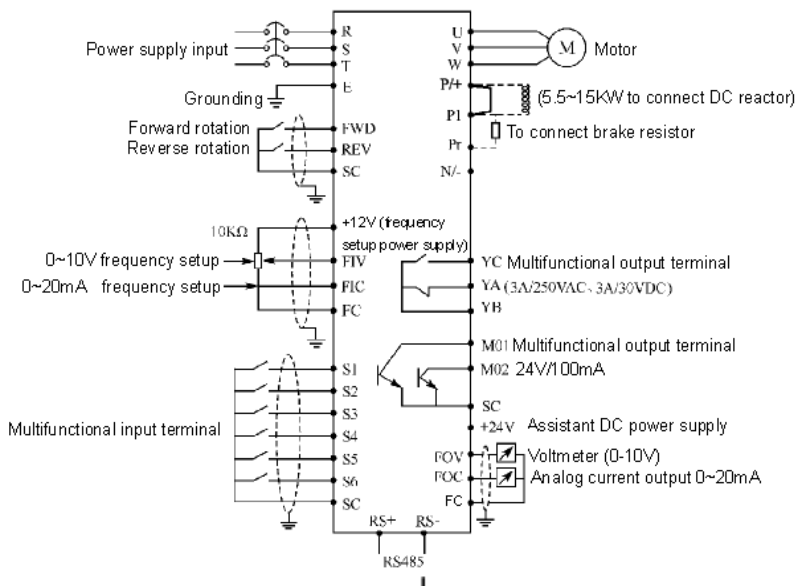 R
S
T
Power supply input
E
Grounding
Forward rotation
FWD
Reverse rotation
REV
SC
10KΩ
+12V (frequency
setup power supply)
0~10V frequency setup
FIV
0~20mA frequency setup
FIC
FC
S1
S2
S3
Multifunctional input terminal
S4
S5
S6
SC
RS+ RS-
RS485
U
V
W
M
Motor
P/+
(5.5~15KW to connect DC reactor)
P1
To connect brake resistor
Pr
N/-
YC Multifunctional output terminal
YA (3A/250VAC、3A/30VDC)
YB
M01 Multifunctional output terminal
M02 24V/100mA
SC
+24V Assistant DC power supply
FOV Voltmeter (0-10V)
FOC Analog current output 0~20mA
FC